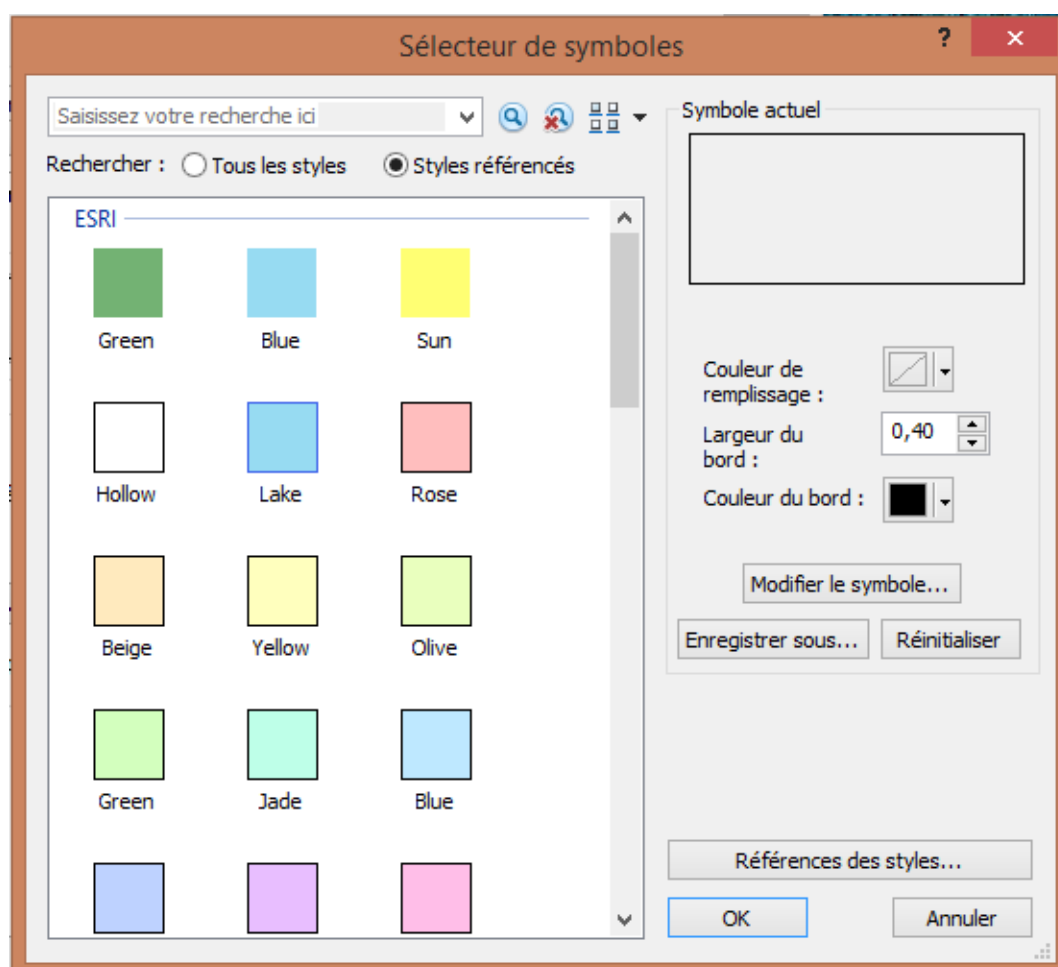 Sélecteur de symboles
?
Saisissez votre recherche ici
Rechercher :
Tous les styles
Styles référencés
ESRI
Green
Blue
Sun
Hollow
Lake
Rose
Beige
Yellow
Olive
Green
Jade
Blue
Symbole actuel
Couleur de
remplissage :
Largeur du
bord :
0,40
Couleur du bord :
Modifier le symbole...
Enregistrer sous...
Réinitialiser
Références des styles...
OK
Annuler